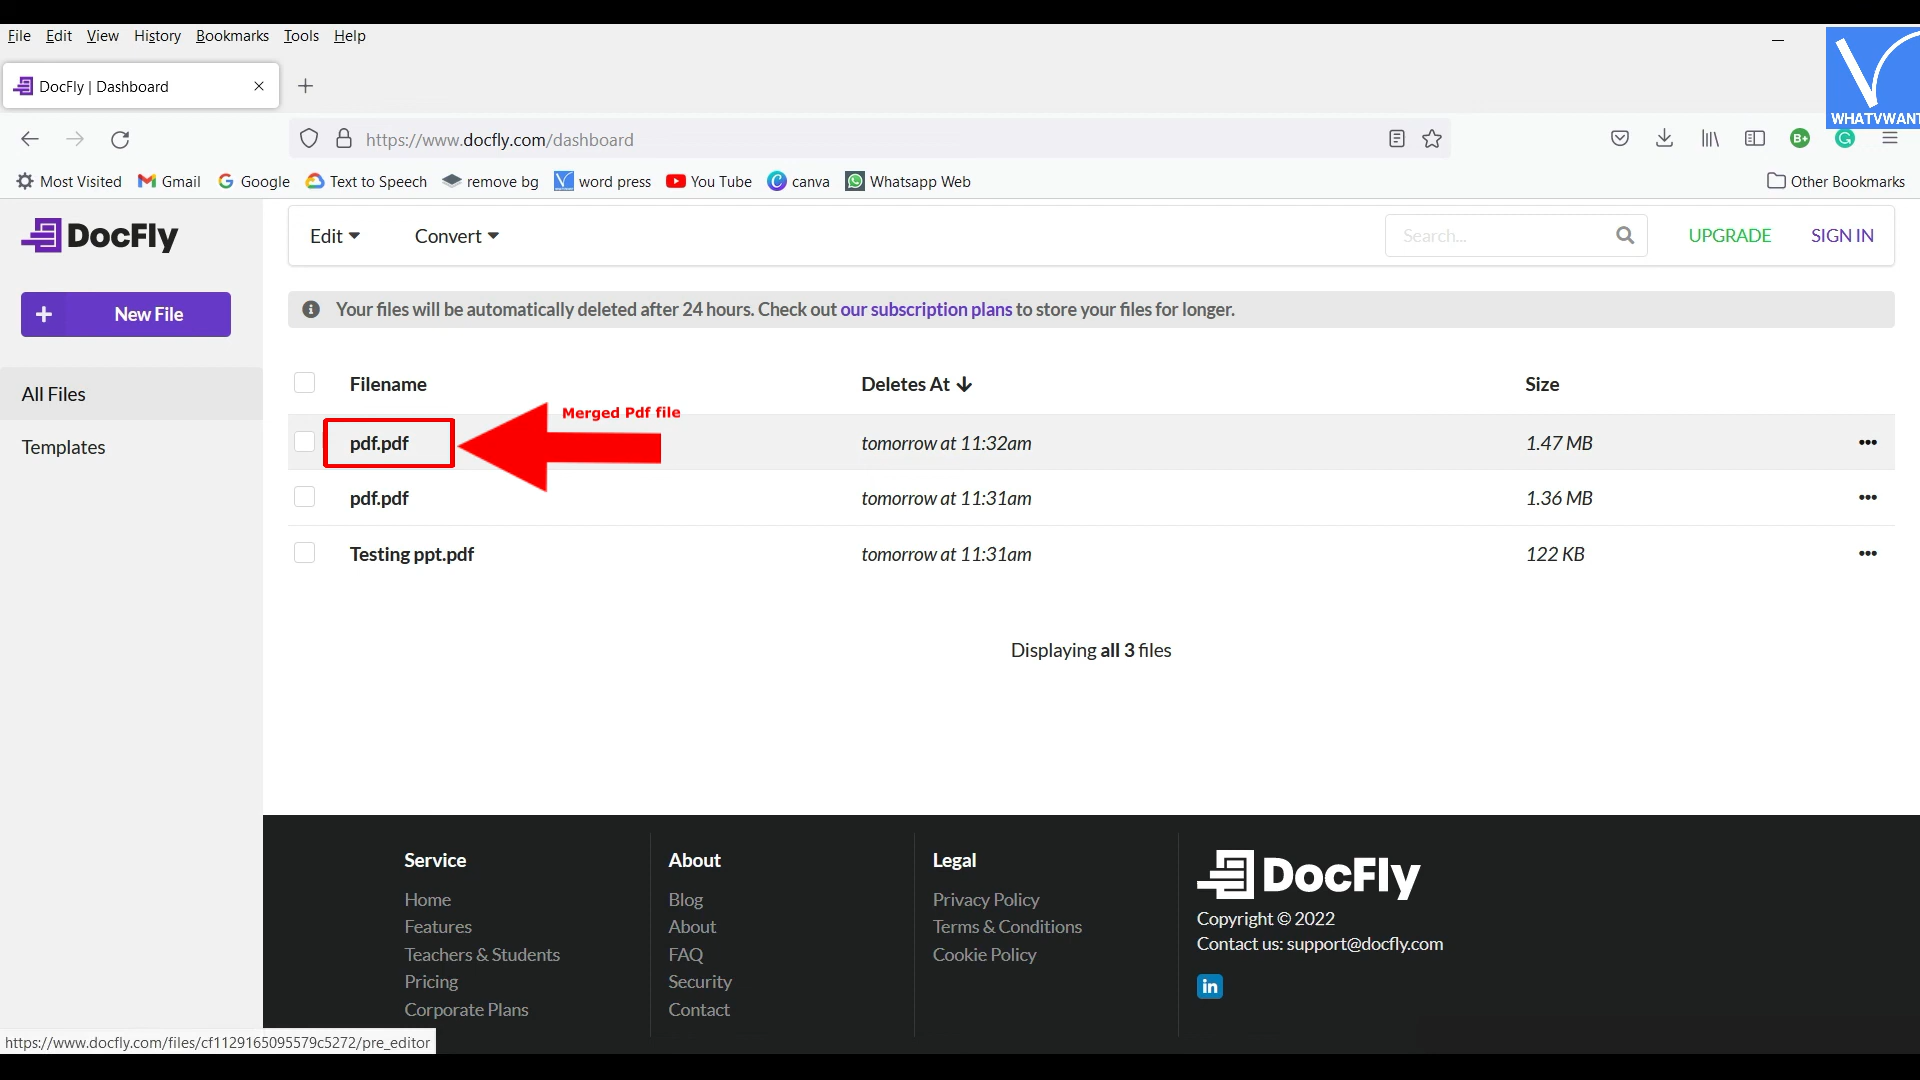 File Edit View History Bookmarks Tools Help
DocFly | Dashboard
WHATVWANT
https://www.docfly.com/dashboard
Most Visited Gmail Google Text to Speech remove bg word press You Tube canva Whatsapp Web Other Bookmarks
DocFly
Edit Convert Search... UPGRADE SIGN IN
+ New File
Your files will be automatically deleted after 24 hours. Check out our subscription plans to store your files for longer.
All Files
Templates
Filename Deletes At Size
Merged Pdf file
pdf.pdf tomorrow at 11:32am 1.47 MB
pdf.pdf tomorrow at 11:31am 1.36 MB
Testing ppt.pdf tomorrow at 11:31am 122 KB
Displaying all 3 files
Service
Home
Features
Teachers & Students
Pricing
Corporate Plans
About
Blog
About
FAQ
Security
Contact
Legal
Privacy Policy
Terms & Conditions
Cookie Policy
DocFly
Copyright © 2022
Contact us: support@docfly.com
in
https://www.docfly.com/files/cf1129165095579c5272/pre_editor